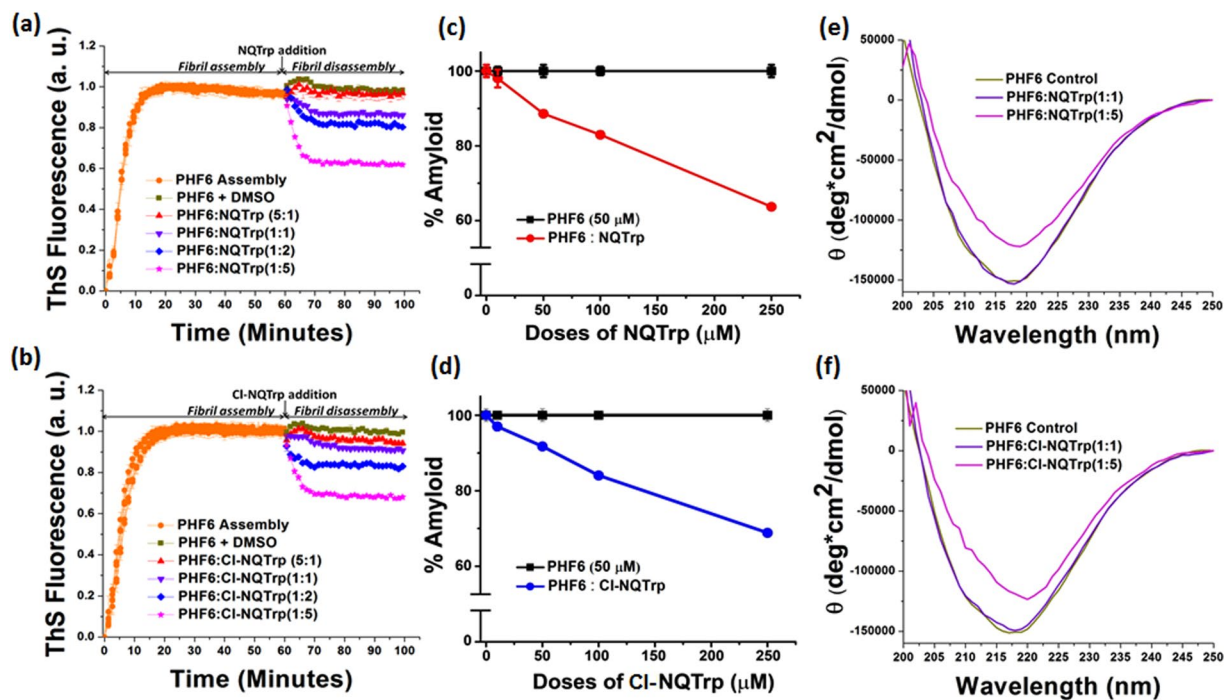 (a)
NQTrp addition
Fibril assembly
Fibril disassembly
ThS Fluorescence (a. u.)
1.2
1.0
0.8
0.6
0.4
0.2
0.0
PHF6 Assembly
PHF6 + DMSO
PHF6:NQTrp (5:1)
PHF6:NQTrp(1:1)
PHF6:NQTrp(1:2)
PHF6:NQTrp(1:5)
0 10 20 30 40 50 60 70 80 90 100
Time (Minutes)
(c)
% Amyloid
100
80
60
0
PHF6 (50 µM)
PHF6 : NQTrp
0 50 100 150 200 250
Doses of NQTrp (µM)
(e)
θ (deg*cm2/dmol)
50000
0
-50000
-100000
-150000
PHF6 Control
PHF6:NQTrp(1:1)
PHF6:NQTrp(1:5)
200 205 210 215 220 225 230 235 240 245 250
Wavelength (nm)
(b)
Cl-NQTrp addition
Fibril assembly
Fibril disassembly
ThS Fluorescence (a. u.)
1.2
1.0
0.8
0.6
0.4
0.2
0.0
PHF6 Assembly
PHF6 + DMSO
PHF6:Cl-NQTrp (5:1)
PHF6:Cl-NQTrp(1:1)
PHF6:Cl-NQTrp(1:2)
PHF6:Cl-NQTrp(1:5)
0 10 20 30 40 50 60 70 80 90 100
Time (Minutes)
(d)
% Amyloid
100
80
60
0
PHF6 (50 µM)
PHF6 : Cl-NQTrp
0 50 100 150 200 250
Doses of Cl-NQTrp (µM)
(f)
θ (deg*cm2/dmol)
50000
0
-50000
-100000
-150000
PHF6 Control
PHF6:Cl-NQTrp(1:1)
PHF6:Cl-NQTrp(1:5)
200 205 210 215 220 225 230 235 240 245 250
Wavelength (nm)